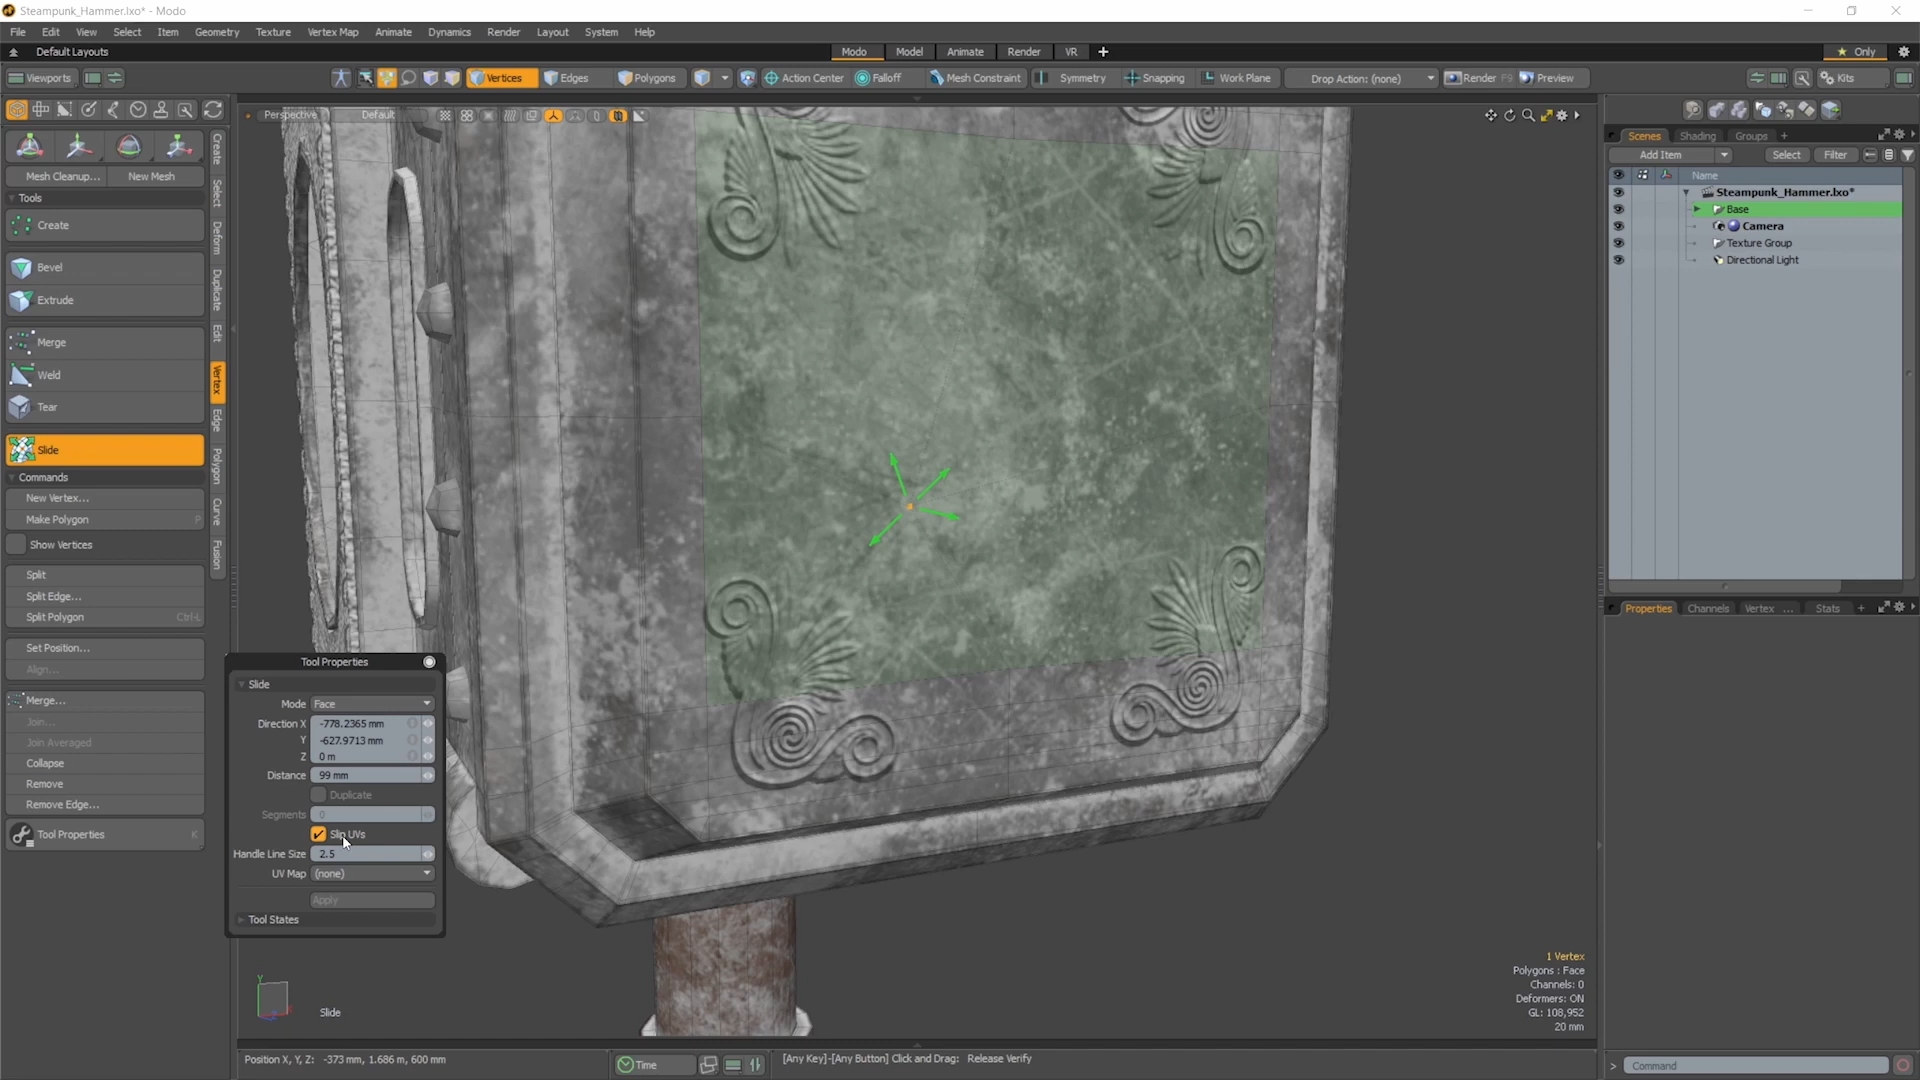 Steampunk_Hammer.lxo* - Modo
File Edit View Select Item Geometry Texture Vertex Map Animate Dynamics Render Layout System Help
Default Layouts Modo Model Animate Render VR Only
Viewports Vertices Edges Polygons Action Center Falloff Mesh Constraint Symmetry Snapping Work Plane Drop Action: (none) Render F9 Preview Kits
Perspective Default
Mesh Cleanup... New Mesh
Tools
Create
Bevel
Extrude
Merge
Weld
Tear
Slide
Commands
New Vertex...
Make Polygon P
Show Vertices
Split
Split Edge...
Split Polygon Ctrl-L
Set Position...
Align...
Merge...
Join...
Join Averaged
Collapse
Remove
Remove Edge...
Tool Properties K
Create
Select
Deform
Duplicate
Edit
Vertex
Edge
Polygon
Curve
Fusion
Tool Properties
Slide
Mode Face
Direction X -778.2365 mm
Y -627.9713 mm
Z 0 m
Distance 99 mm
Duplicate
Segments 0
Slip UVs
Handle Line Size 2.5
UV Map (none)
Apply
Tool States
Y
Slide
1 Vertex
Polygons : Face
Channels: 0
Deformers: ON
GL: 108,952
20 mm
Scenes Shading Groups +
Add Item Select Filter
Name
Steampunk_Hammer.lxo*
Base
Camera
Texture Group
Directional Light
Properties Channels Vertex ... Stats +
Position X, Y, Z: -373 mm, 1.686 m, 600 mm Time [Any Key]-[Any Button] Click and Drag: Release Verify > Command